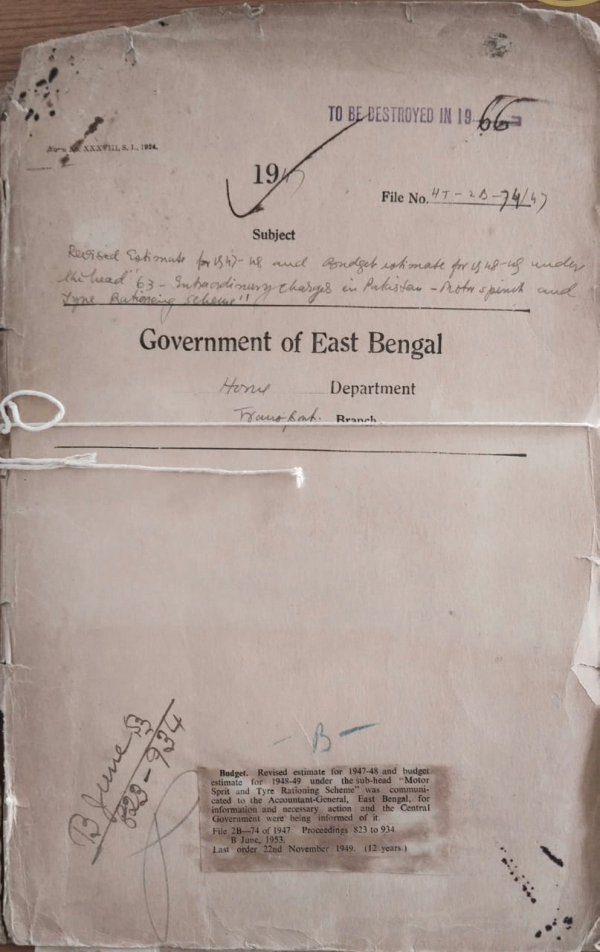 TO BE DESTROYED IN 19 66
XXXVIII, S. I., 1934.
1947
File No. 4T-2B-74/47
Subject
Revised Estimate for 1947-48 and Budget estimate for 1948-49 under
the head "63 - Extraordinary charges in Pakistan - Motor spirit and
Tyre Rationing Scheme"
Government of East Bengal
Home Department
Transport. Branch
B
B June 53
823-934
Budget. Revised estimate for 1947-48 and budget
estimate for 1948-49 under the sub-head "Motor
Sprit and Tyre Rationing Scheme" was communi-
cated to the Accountant-General, East Bengal, for
information and necessary action and the Central
Government were being informed of it.
File 2B—74 of 1947. Proceedings 823 to 934
B June, 1953.
Last order 22nd November 1949. (12 years.)